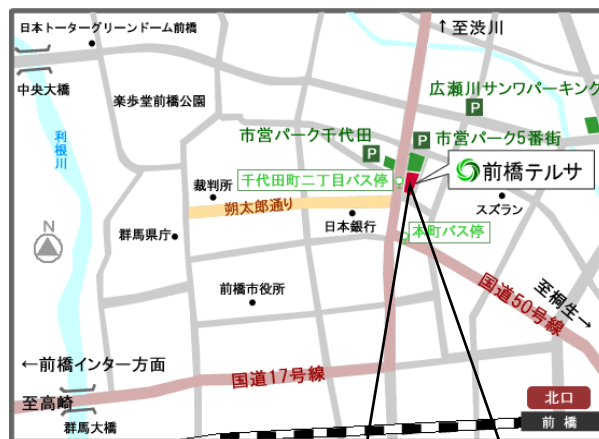 日本トーターグリーンドーム前橋
↑至渋川
中央大橋
楽歩堂前橋公園
広瀬川サンワパーキング
P
利根川
市営パーク千代田
P
P
市営パーク5番街
前橋テルサ
千代田町二丁目バス停
裁判所
朔太郎通り
スズラン
日本銀行
本町バス停
群馬県庁
N
前橋市役所
国道50号線
至桐生→
←前橋インター方面
国道17号線
至高崎
群馬大橋
北口
前橋